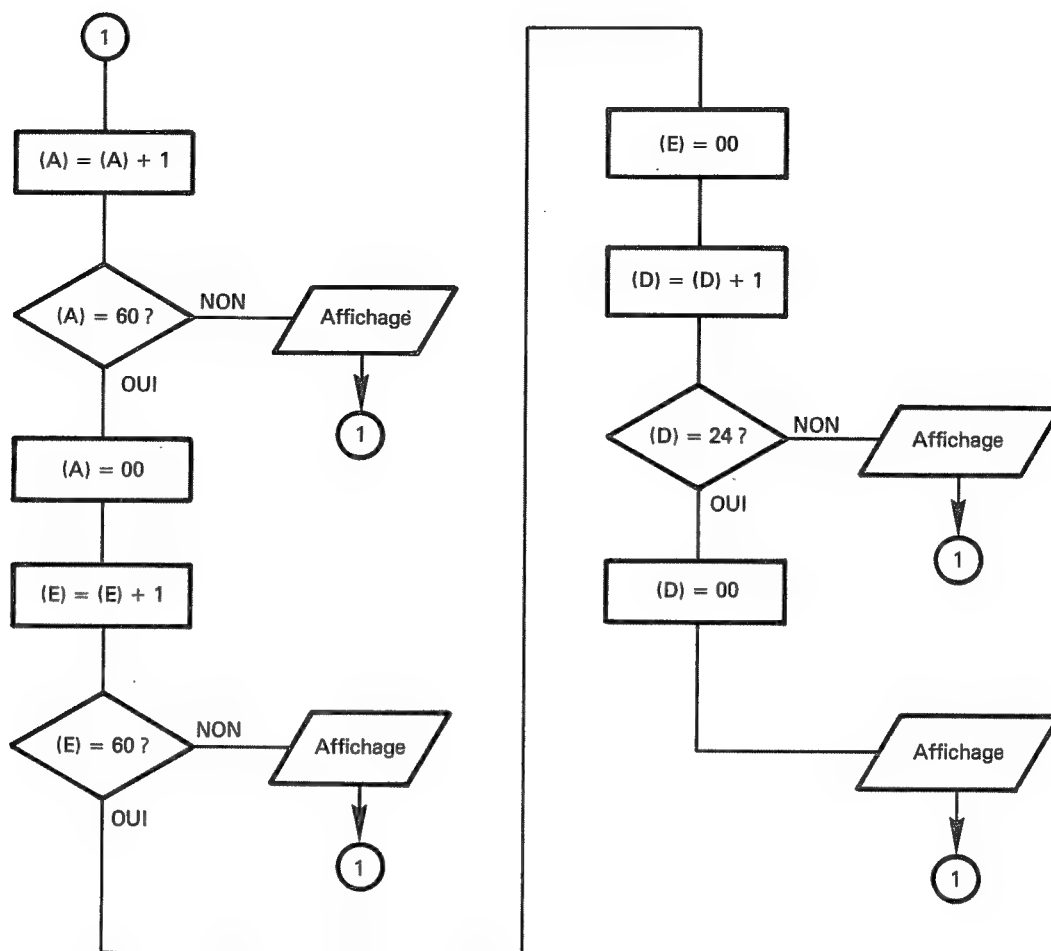 1
(A) = (A) + 1
(A) = 60 ?
NON
Affichage
OUI
1
(A) = 00
(E) = (E) + 1
(E) = 60 ?
NON
Affichage
OUI
1
(E) = 00
(D) = (D) + 1
(D) = 24 ?
NON
Affichage
OUI
1
(D) = 00
Affichage
1